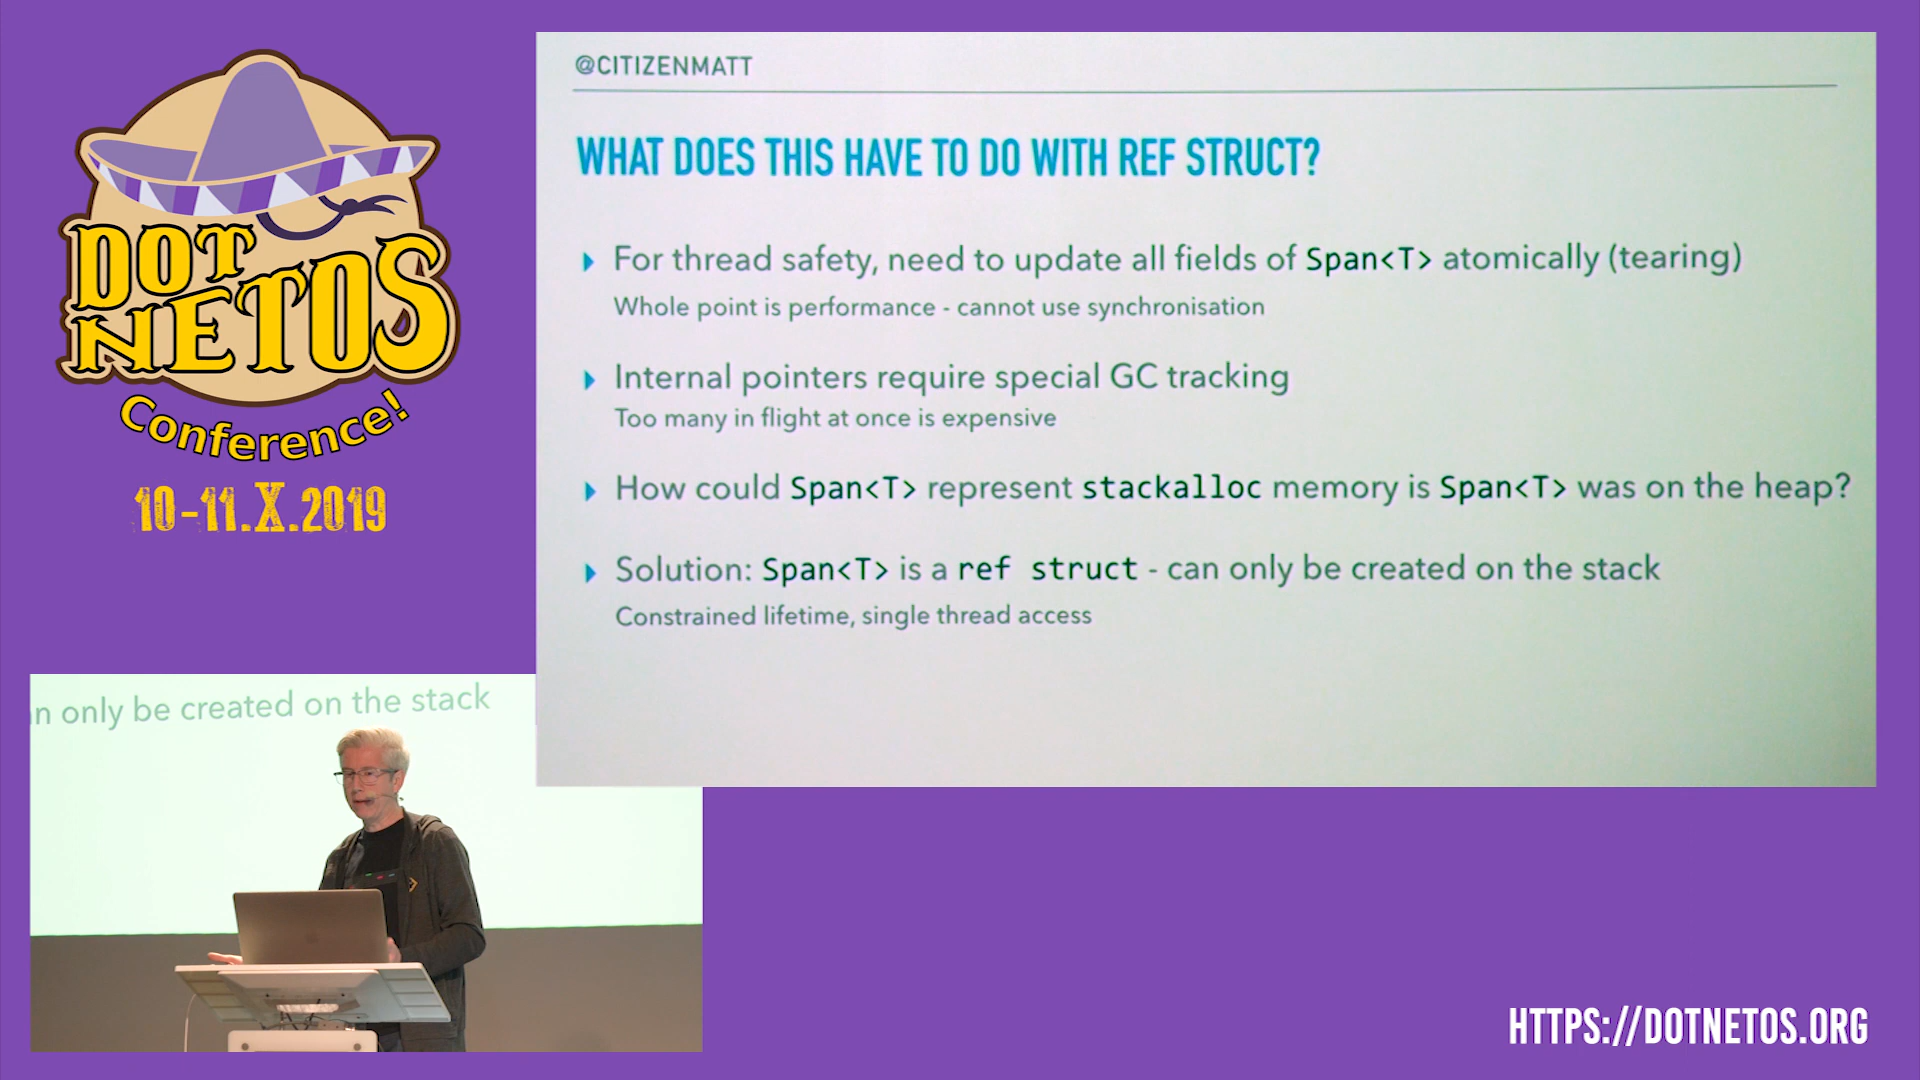 DOT
NETOS
Conference!
10-11.X.2019
@CITIZENMATT
WHAT DOES THIS HAVE TO DO WITH REF STRUCT?
For thread safety, need to update all fields of Span<T> atomically (tearing)
Whole point is performance - cannot use synchronisation
Internal pointers require special GC tracking
Too many in flight at once is expensive
How could Span<T> represent stackalloc memory is Span<T> was on the heap?
Solution: Span<T> is a ref struct - can only be created on the stack
Constrained lifetime, single thread access
n only be created on the stack
HTTPS://DOTNETOS.ORG